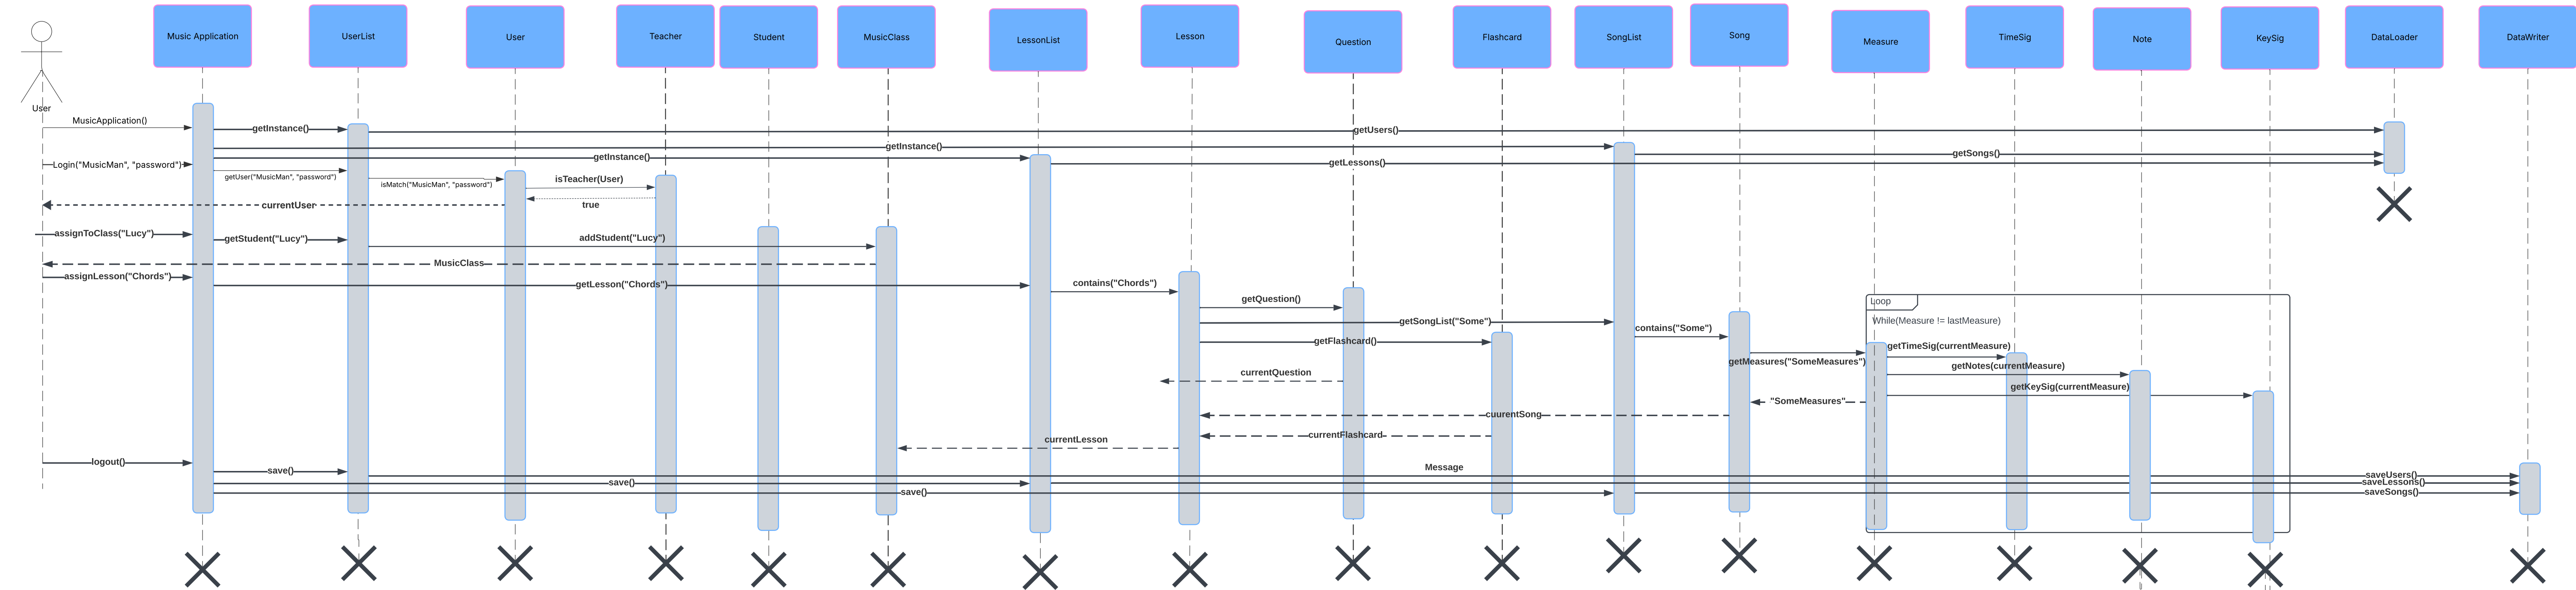 Music Application
UserList
User
Teacher
Student
MusicClass
LessonList
Lesson
Question
Flashcard
SongList
Song
Measure
TimeSig
Note
KeySig
DataLoader
DataWriter
User
MusicApplication()
getInstance()
getUsers()
getInstance()
getInstance()
getSongs()
getLessons()
Login("MusicMan", "password")
getUser("MusicMan", "password")
isMatch("MusicMan", "password")
isTeacher(User)
true
currentUser
assignToClass("Lucy")
getStudent("Lucy")
addStudent("Lucy")
MusicClass
assignLesson("Chords")
getLesson("Chords")
contains("Chords")
getQuestion()
Loop
While(Measure != lastMeasure)
getSongList("Some")
contains("Some")
getFlashcard()
getMeasures("SomeMeasures")
getTimeSig(currentMeasure)
getNotes(currentMeasure)
currentQuestion
getKeySig(currentMeasure)
"SomeMeasures"
cuurentSong
currentFlashcard
currentLesson
logout()
save()
Message
saveUsers()
save()
saveLessons()
save()
saveSongs()